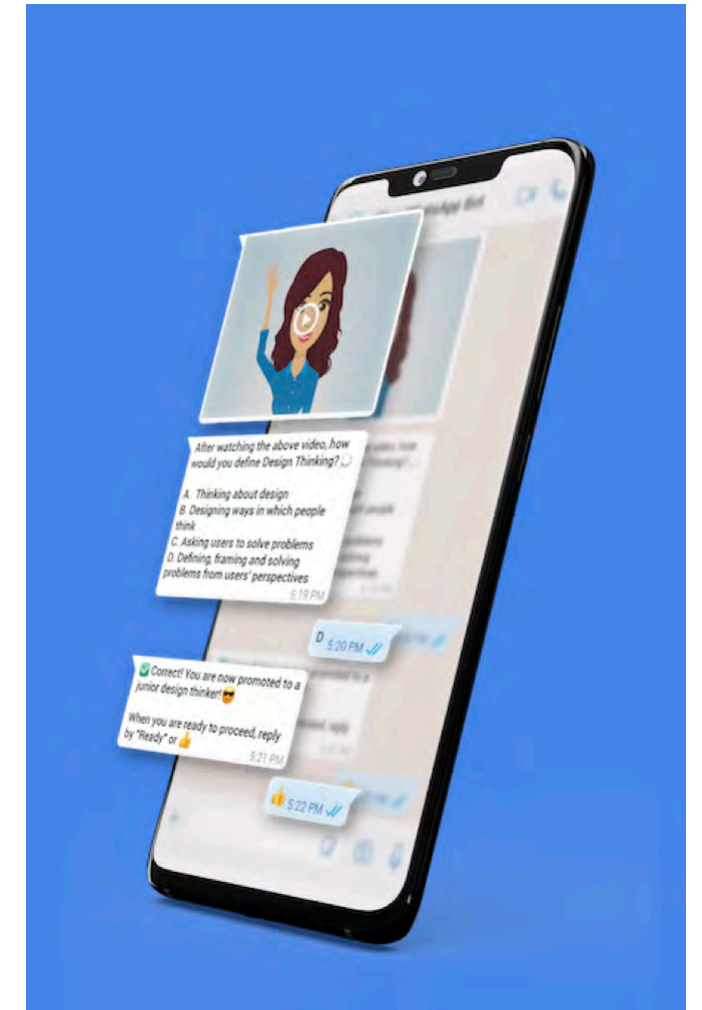 WhatsApp Bot
After watching the above video, how
would you define Design Thinking?
A. Thinking about design
B. Designing ways in which people
think
C. Asking users to solve problems
D. Defining, framing and solving
problems from users' perspectives
5:19 PM
D 5:20 PM
✅ Correct! You are now promoted to a
junior design thinker! 😎
When you are ready to proceed, reply
by "Ready" or 👍
5:21 PM
👍 5:22 PM